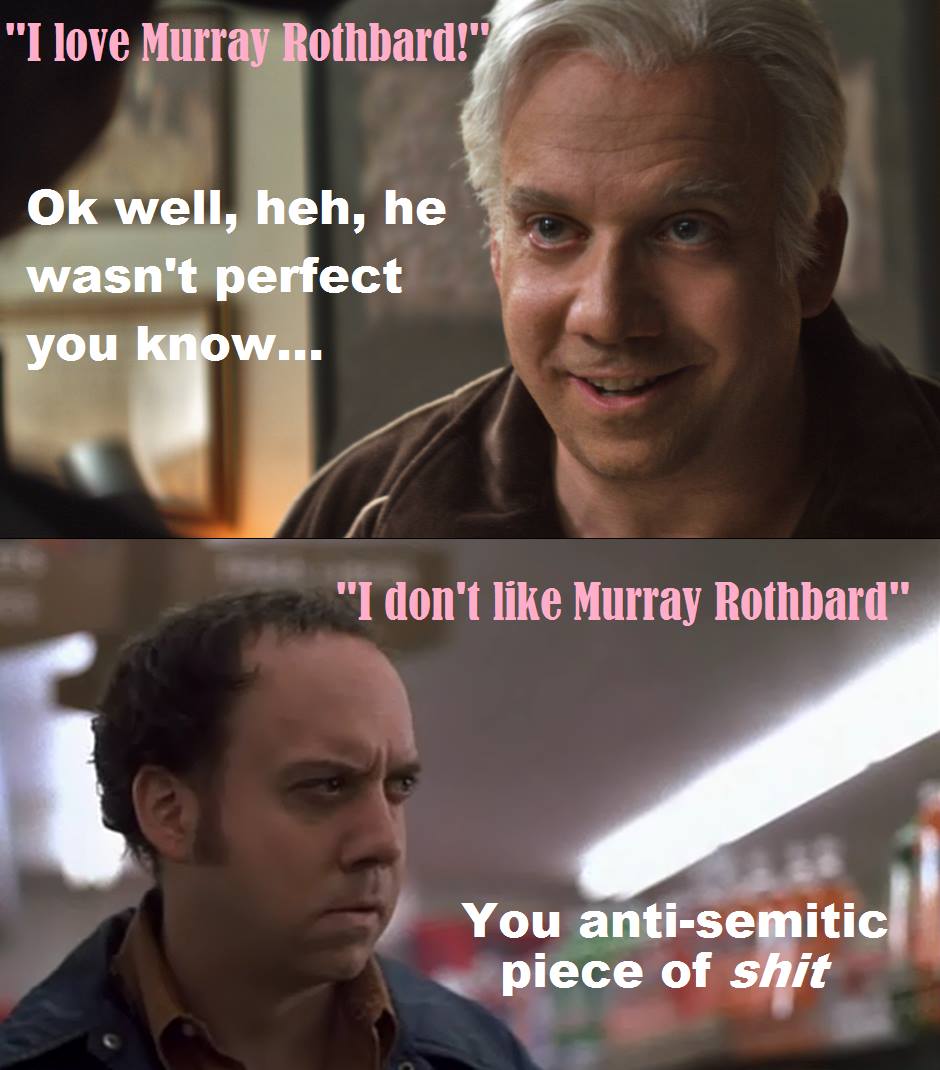 "I love Murray Rothbard!"
Ok well, heh, he
wasn't perfect
you know...
"I don't like Murray Rothbard"
You anti-semitic
piece of shit